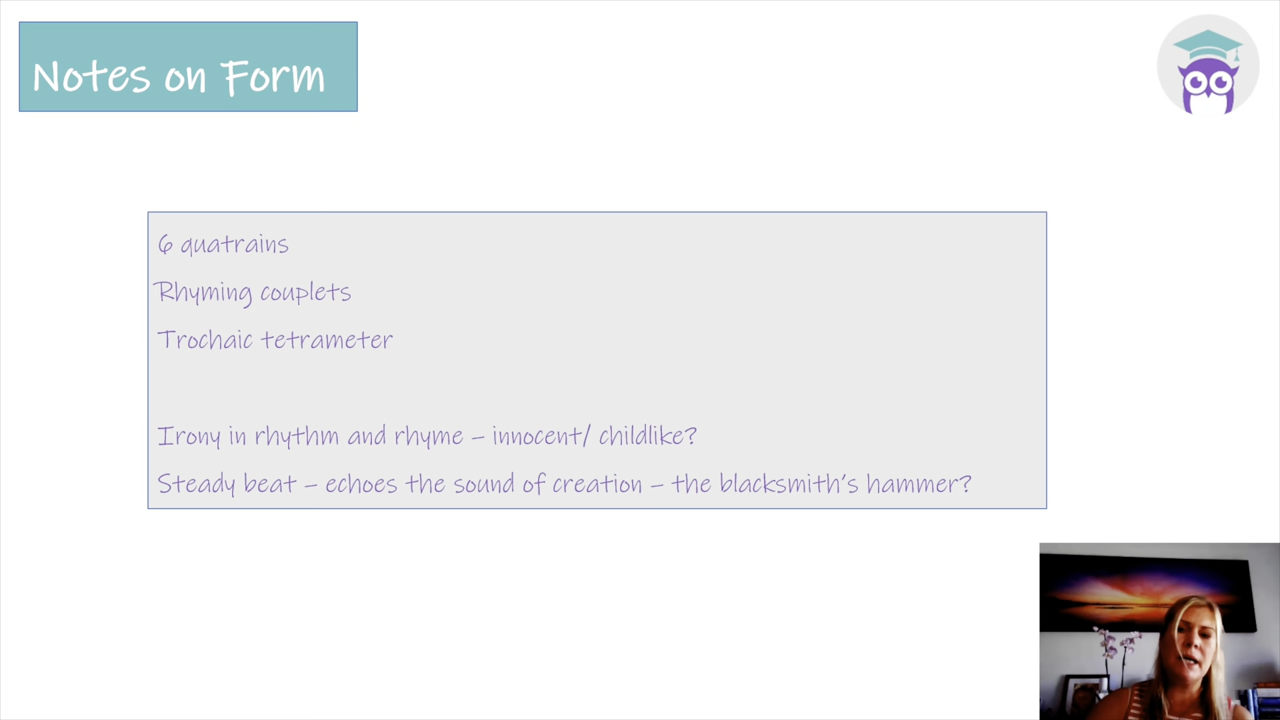 Notes on Form
6 quatrains
Rhyming couplets
Trochaic tetrameter
Irony in rhythm and rhyme – innocent/ childlike?
Steady beat – echoes the sound of creation – the blacksmith's hammer?